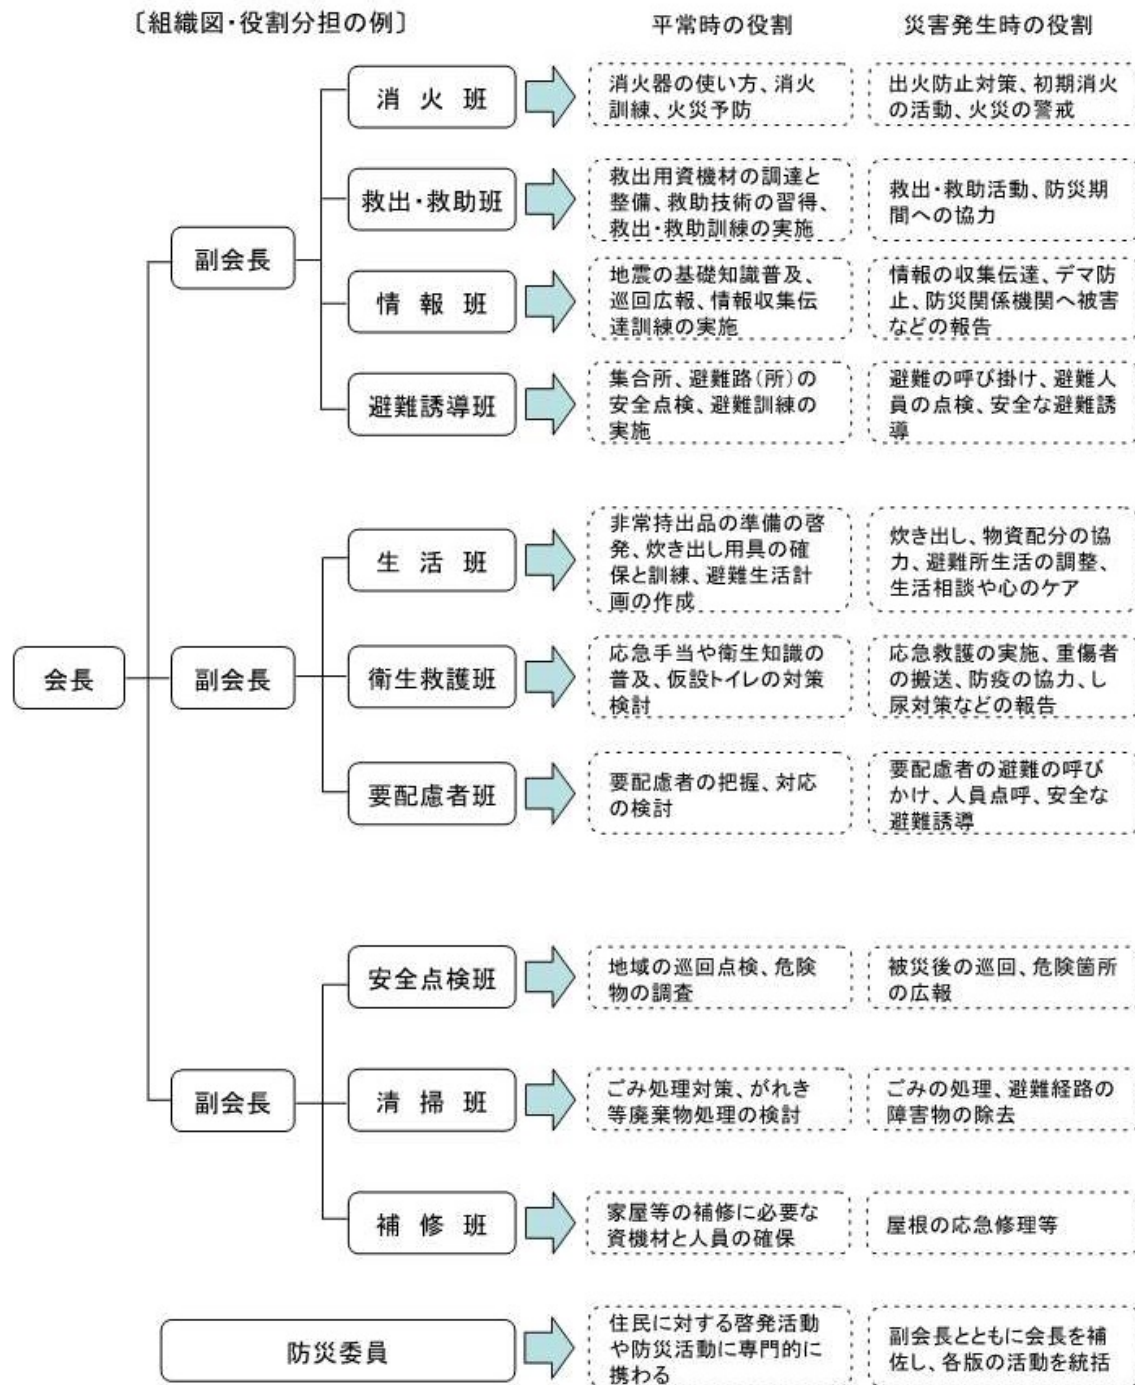 〔組織図・役割分担の例〕
平常時の役割
災害発生時の役割
会長
副会長
消火班
消火器の使い方、消火
訓練、火災予防
出火防止対策、初期消火
の活動、火災の警戒
救出・救助班
救出用資機材の調達と
整備、救助技術の習得、
救出・救助訓練の実施
救出・救助活動、防災期
間への協力
情報班
地震の基礎知識普及、
巡回広報、情報収集伝
達訓練の実施
情報の収集伝達、デマ防
止、防災関係機関へ被害
などの報告
避難誘導班
集合所、避難路(所)の
安全点検、避難訓練の
実施
避難の呼び掛け、避難人
員の点検、安全な避難誘
導
副会長
生活班
非常持出品の準備の啓
発、炊き出し用具の確
保と訓練、避難生活計
画の作成
炊き出し、物資配分の協
力、避難所生活の調整、
生活相談や心のケア
衛生救護班
応急手当や衛生知識の
普及、仮設トイレの対策
検討
応急救護の実施、重傷者
の搬送、防疫の協力、し
尿対策などの報告
要配慮者班
要配慮者の把握、対応
の検討
要配慮者の避難の呼び
かけ、人員点呼、安全な
避難誘導
副会長
安全点検班
地域の巡回点検、危険
物の調査
被災後の巡回、危険箇所
の広報
清掃班
ごみ処理対策、がれき
等廃棄物処理の検討
ごみの処理、避難経路の
障害物の除去
補修班
家屋等の補修に必要な
資機材と人員の確保
屋根の応急修理等
防災委員
住民に対する啓発活動
や防災活動に専門的に
携わる
副会長とともに会長を補
佐し、各版の活動を統括